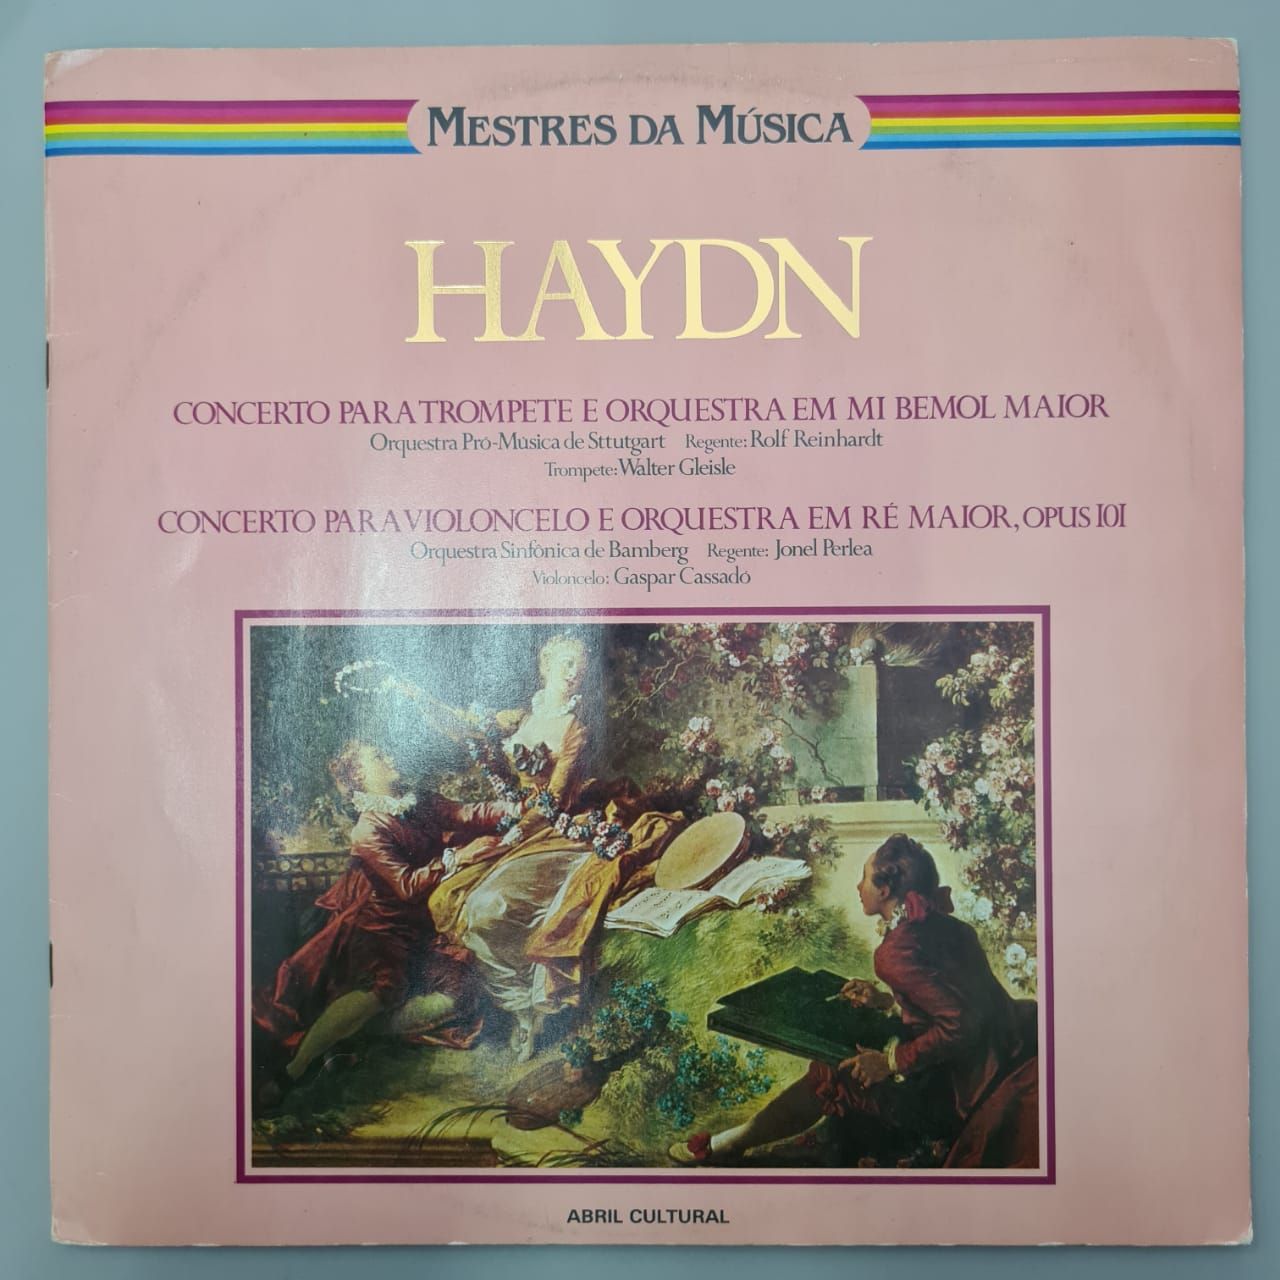 MESTRES DA MÚSICA
HAYDN
CONCERTO PARA TROMPETE E ORQUESTRA EM MI BEMOL MAIOR
Orquestra Pró-Música de Sttutgart Regente: Rolf Reinhardt
Trompete: Walter Gleisle
CONCERTO PARA VIOLONCELO E ORQUESTRA EM RÉ MAIOR, OPUS 101
Orquestra Sinfônica de Bamberg Regente: Jonel Perlea
Violoncelo: Gaspar Cassadó
ABRIL CULTURAL